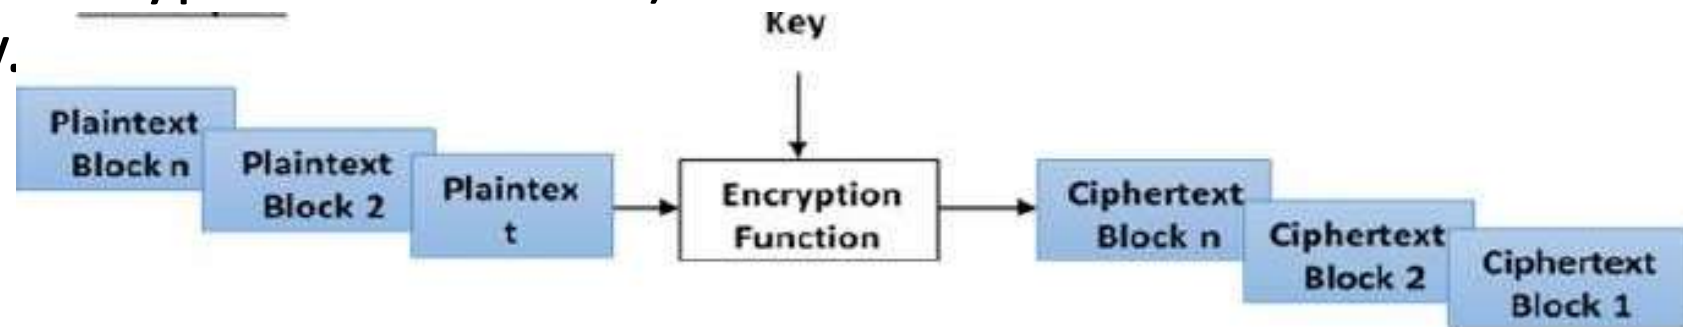 Key
Plaintext
Block n
Plaintext
Block 2
Plaintex
t
Encryption
Function
Ciphertext
Block n
Ciphertext
Block 2
Ciphertext
Block 1